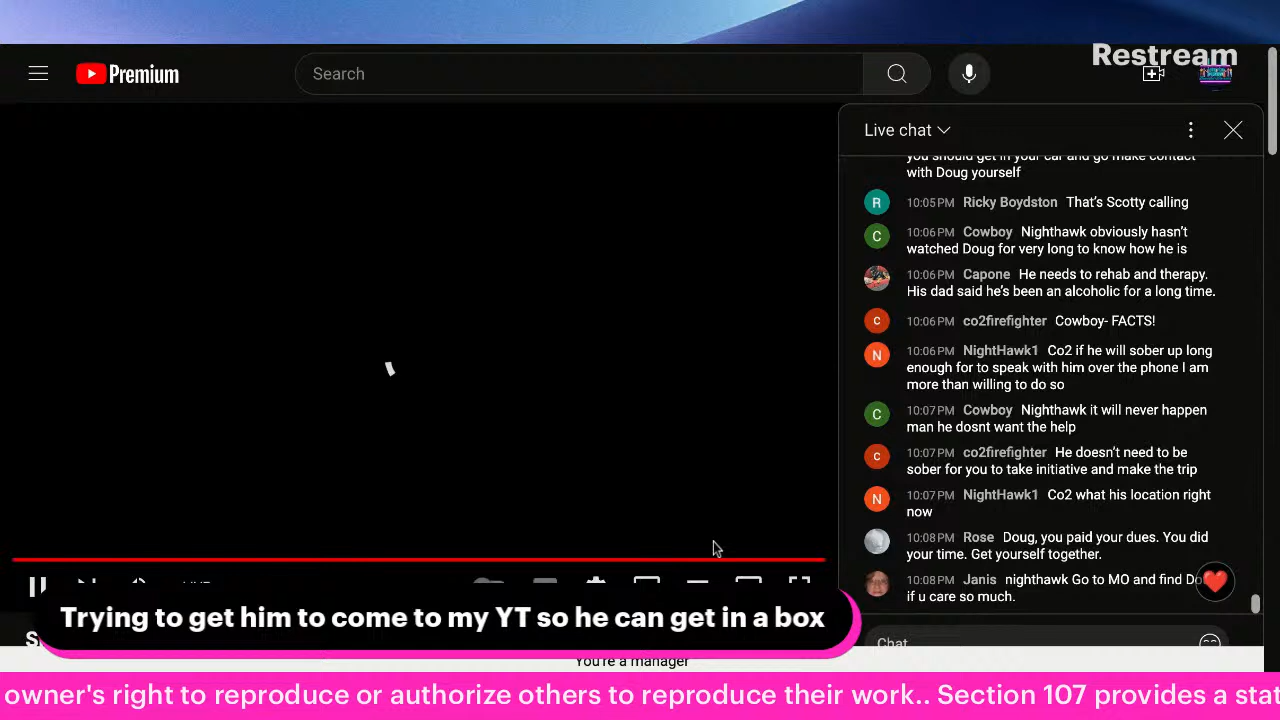 Restream
Premium
Search
Live chat
you should get in your car and go make contact
with Doug yourself
R 10:05 PM Ricky Boydston That's Scotty calling
C 10:06 PM Cowboy Nighthawk obviously hasn't
watched Doug for very long to know how he is
10:06 PM Capone He needs to rehab and therapy.
His dad said he's been an alcoholic for a long time.
c 10:06 PM co2firefighter Cowboy- FACTS!
N 10:06 PM NightHawk1 Co2 if he will sober up long
enough for to speak with him over the phone I am
more than willing to do so
C 10:07 PM Cowboy Nighthawk it will never happen
man he dosnt want the help
c 10:07 PM co2firefighter He doesn't need to be
sober for you to take initiative and make the trip
N 10:07 PM NightHawk1 Co2 what his location right
now
10:08 PM Rose Doug, you paid your dues. You did
your time. Get yourself together.
10:08 PM Janis nighthawk Go to MO and find Do
if u care so much.
Chat
Trying to get him to come to my YT so he can get in a box
You're a manager
owner's right to reproduce or authorize others to reproduce their work.. Section 107 provides a stat